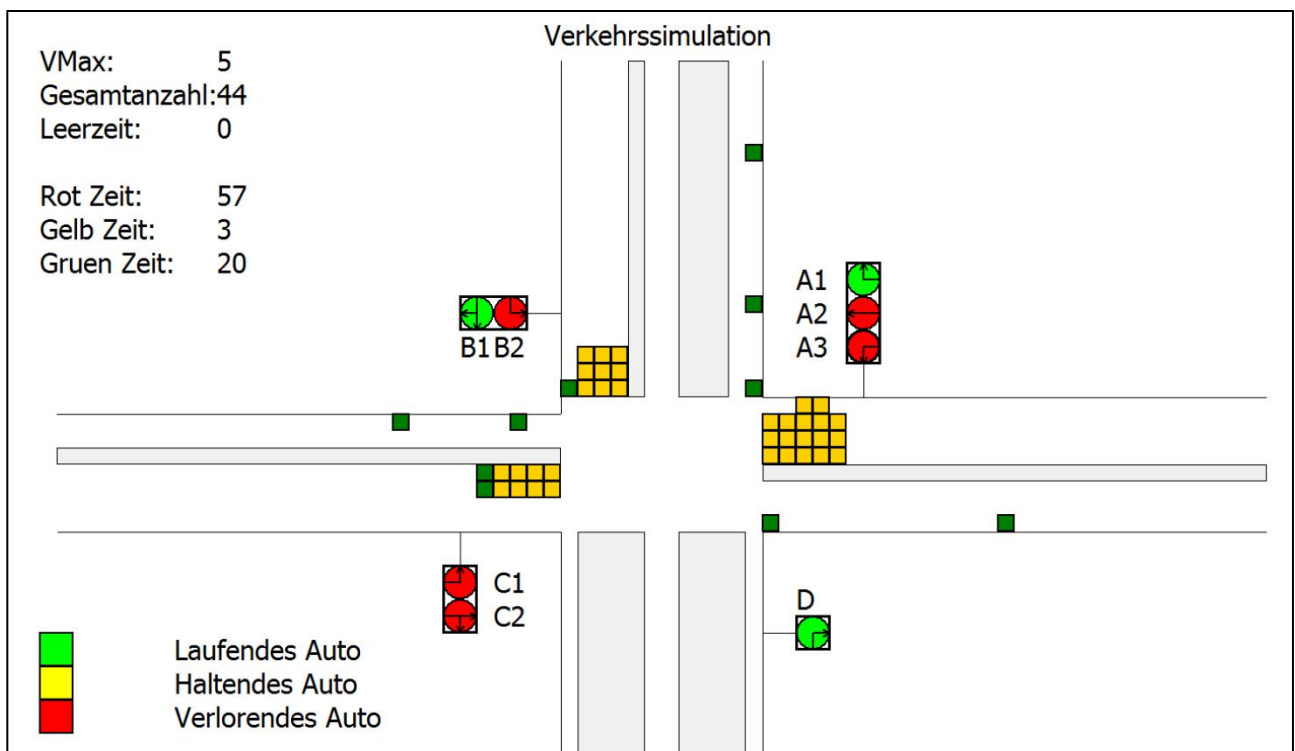 Verkehrssimulation
VMax: 5
Gesamtanzahl:44
Leerzeit: 0
Rot Zeit: 57
Gelb Zeit: 3
Gruen Zeit: 20
A1
A2
A3
B1 B2
C1
C2
D
Laufendes Auto
Haltendes Auto
Verlorendes Auto